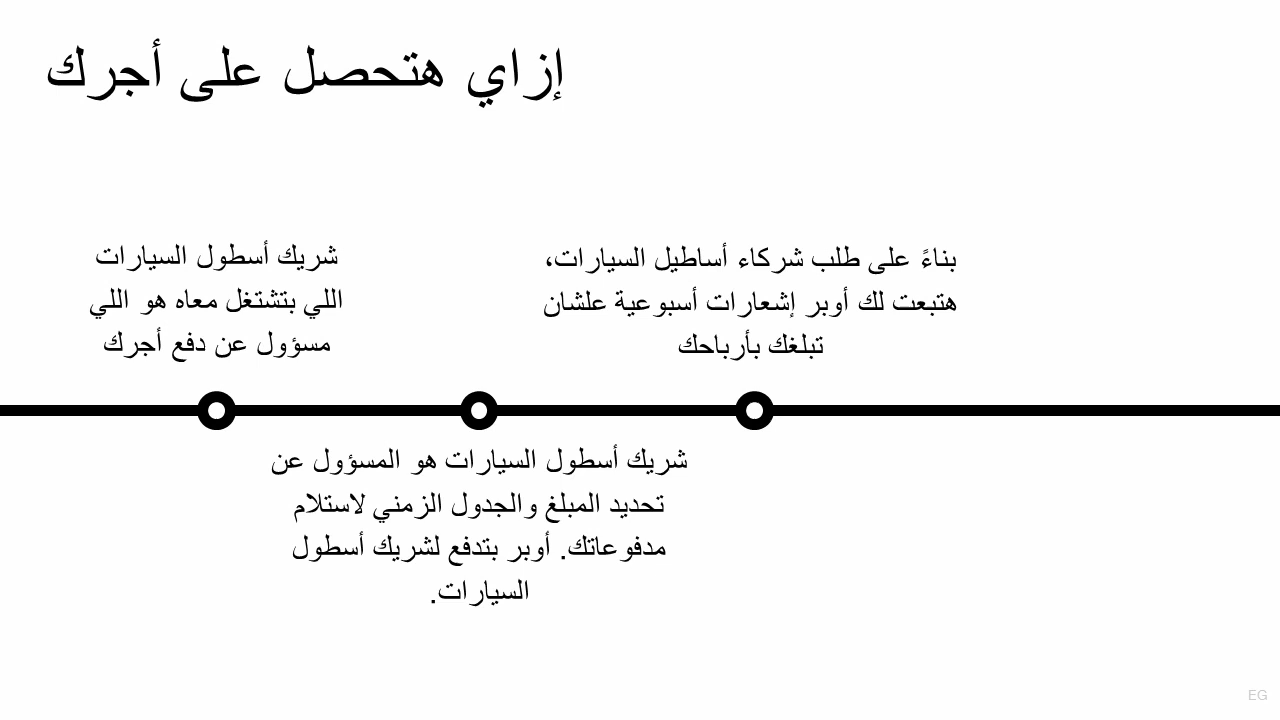 إزاي هتحصل على أجرك
شريك أسطول السيارات
اللي بتشتغل معاه هو اللي
مسؤول عن دفع أجرك
شريك أسطول السيارات هو المسؤول عن
تحديد المبلغ والجدول الزمني لاستلام
مدفوعاتك. أوبر بتدفع لشريك أسطول
السيارات.
بناءً على طلب شركاء أساطيل السيارات،
هتبعت لك أوبر إشعارات أسبوعية علشان
تبلغك بأرباحك
EG